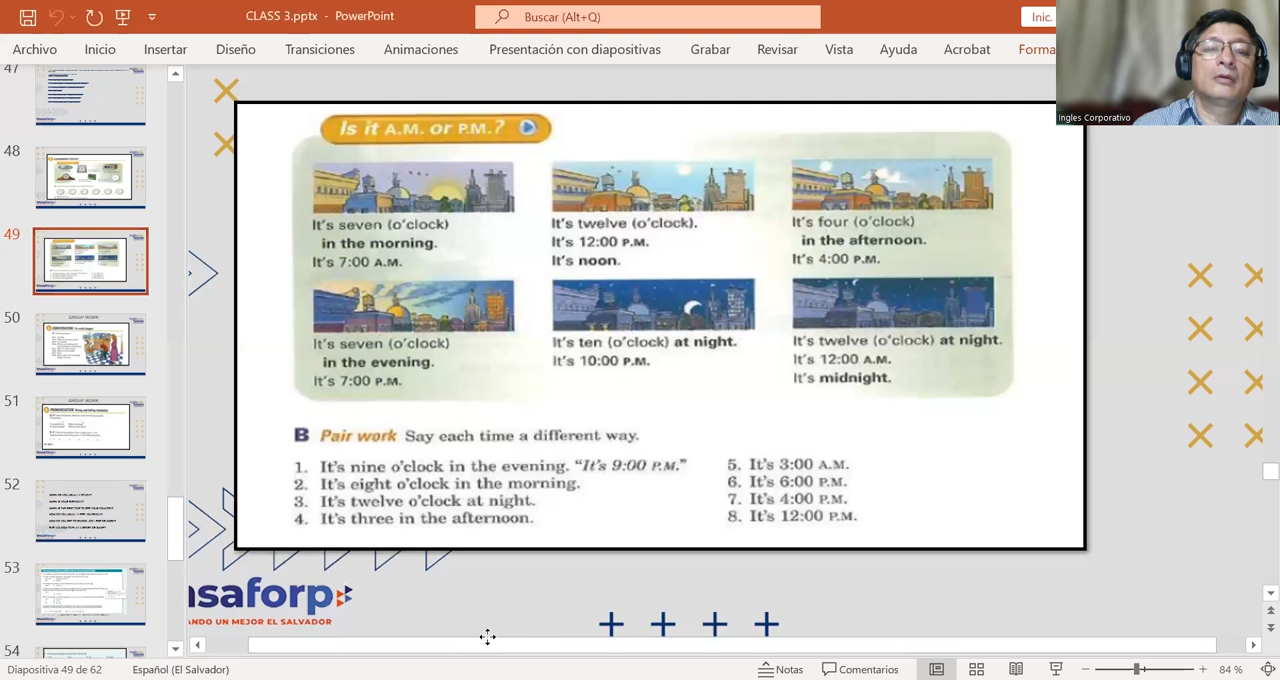 CLASS 3.pptx - PowerPoint
Buscar (Alt+Q)
Inic.
Archivo Inicio Insertar Diseño Transiciones Animaciones Presentación con diapositivas Grabar Revisar Vista Ayuda Acrobat Forma
Ingles Corporativo
47
48
49
50
GROUP WORK
51
GROUP WORK
52
53
54
Is it A.M. or P.M.?
It's seven (o'clock)
in the morning.
It's 7:00 A.M.
It's twelve (o'clock).
It's 12:00 P.M.
It's noon.
It's four (o'clock)
in the afternoon.
It's 4:00 P.M.
It's seven (o'clock)
in the evening.
It's 7:00 P.M.
It's ten (o'clock) at night.
It's 10:00 P.M.
It's twelve (o'clock) at night.
It's 12:00 A.M.
It's midnight.
B Pair work Say each time a different way.
1. It's nine o'clock in the evening. "It's 9:00 P.M."
2. It's eight o'clock in the morning.
3. It's twelve o'clock at night.
4. It's three in the afternoon.
5. It's 3:00 A.M.
6. It's 6:00 P.M.
7. It's 4:00 P.M.
8. It's 12:00 P.M.
nsaforp
ANDO UN MEJOR EL SALVADOR
Diapositiva 49 de 62 Español (El Salvador) Notas Comentarios 84 %